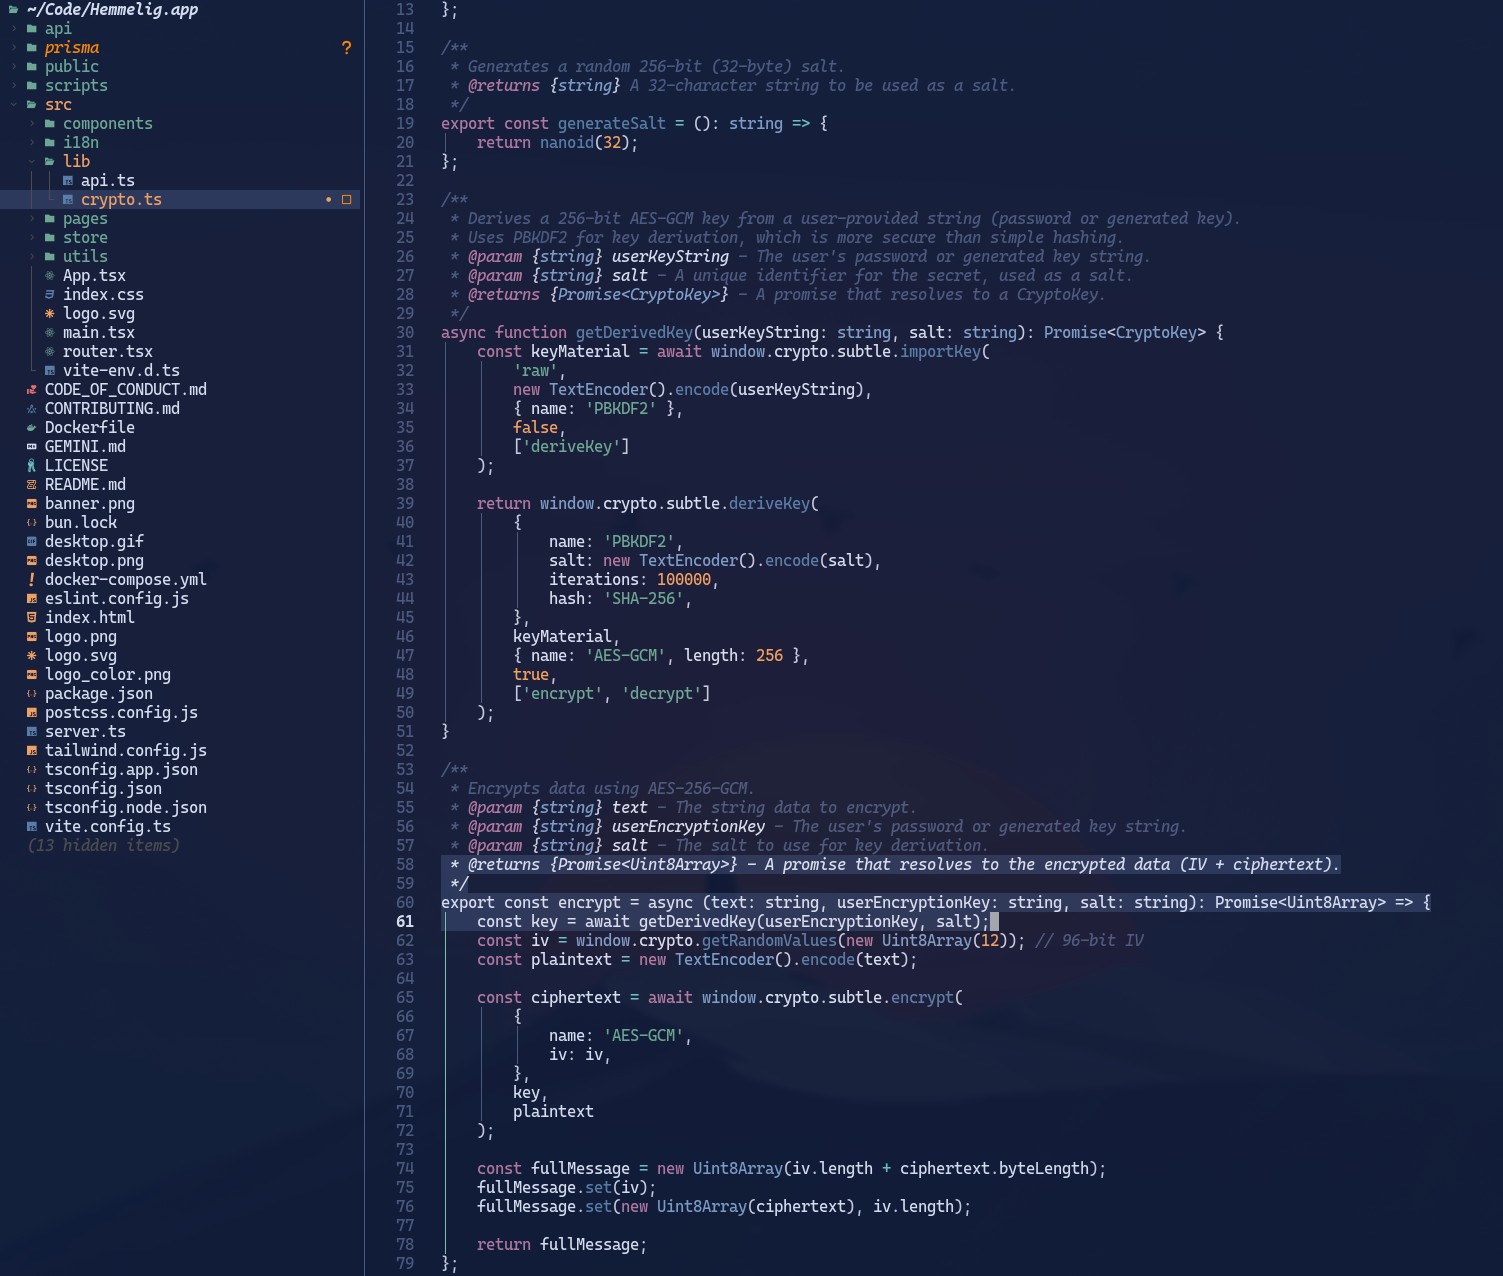 ~/Code/Hemmelig.app
api
prisma ?
public
scripts
src
components
i18n
lib
api.ts
crypto.ts
pages
store
utils
App.tsx
index.css
logo.svg
main.tsx
router.tsx
vite-env.d.ts
CODE_OF_CONDUCT.md
CONTRIBUTING.md
Dockerfile
GEMINI.md
LICENSE
README.md
banner.png
bun.lock
desktop.gif
desktop.png
docker-compose.yml
eslint.config.js
index.html
logo.png
logo.svg
logo_color.png
package.json
postcss.config.js
server.ts
tailwind.config.js
tsconfig.app.json
tsconfig.json
tsconfig.node.json
vite.config.ts
(13 hidden items)
13 };
14
15 /**
16  * Generates a random 256-bit (32-byte) salt.
17  * @returns {string} A 32-character string to be used as a salt.
18  */
19 export const generateSalt = (): string => {
20     return nanoid(32);
21 };
22
23 /**
24  * Derives a 256-bit AES-GCM key from a user-provided string (password or generated key).
25  * Uses PBKDF2 for key derivation, which is more secure than simple hashing.
26  * @param {string} userKeyString - The user's password or generated key string.
27  * @param {string} salt - A unique identifier for the secret, used as a salt.
28  * @returns {Promise<CryptoKey>} - A promise that resolves to a CryptoKey.
29  */
30 async function getDerivedKey(userKeyString: string, salt: string): Promise<CryptoKey> {
31     const keyMaterial = await window.crypto.subtle.importKey(
32         'raw',
33         new TextEncoder().encode(userKeyString),
34         { name: 'PBKDF2' },
35         false,
36         ['deriveKey']
37     );
38
39     return window.crypto.subtle.deriveKey(
40         {
41             name: 'PBKDF2',
42             salt: new TextEncoder().encode(salt),
43             iterations: 100000,
44             hash: 'SHA-256',
45         },
46         keyMaterial,
47         { name: 'AES-GCM', length: 256 },
48         true,
49         ['encrypt', 'decrypt']
50     );
51 }
52
53 /**
54  * Encrypts data using AES-256-GCM.
55  * @param {string} text - The string data to encrypt.
56  * @param {string} userEncryptionKey - The user's password or generated key string.
57  * @param {string} salt - The salt to use for key derivation.
58  * @returns {Promise<Uint8Array>} - A promise that resolves to the encrypted data (IV + ciphertext).
59  */
60 export const encrypt = async (text: string, userEncryptionKey: string, salt: string): Promise<Uint8Array> => {
61     const key = await getDerivedKey(userEncryptionKey, salt);
62     const iv = window.crypto.getRandomValues(new Uint8Array(12)); // 96-bit IV
63     const plaintext = new TextEncoder().encode(text);
64
65     const ciphertext = await window.crypto.subtle.encrypt(
66         {
67             name: 'AES-GCM',
68             iv: iv,
69         },
70         key,
71         plaintext
72     );
73
74     const fullMessage = new Uint8Array(iv.length + ciphertext.byteLength);
75     fullMessage.set(iv);
76     fullMessage.set(new Uint8Array(ciphertext), iv.length);
77
78     return fullMessage;
79 };